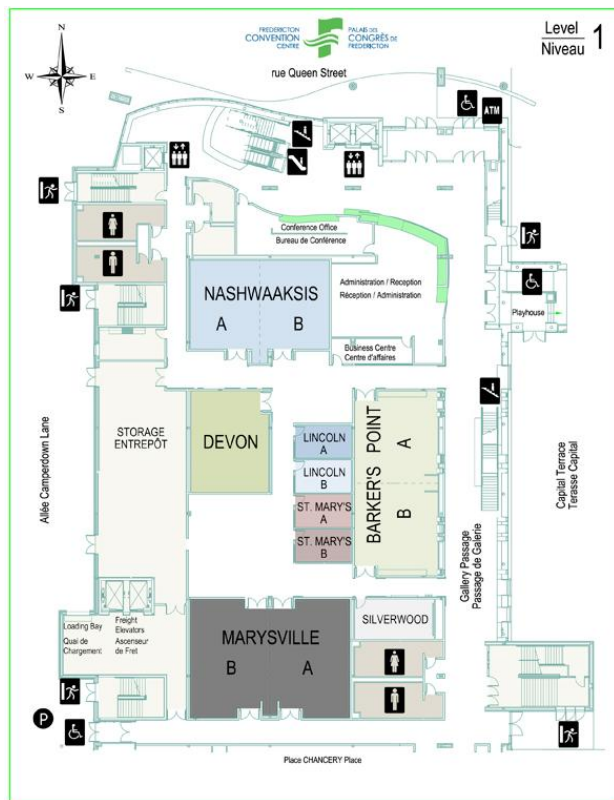 FREDERICTON
CONVENTION
CENTRE
PALAIS DES
CONGRÈS
DE FREDERICTON
Level
Niveau
1
N
W
E
S
rue Queen Street
ATM
Conference Office
Bureau de Conférence
NASHWAAKSIS
A
B
Administration / Reception
Réception / Administration
Business Centre
Centre d'affaires
Playhouse
STORAGE
ENTREPÔT
DEVON
LINCOLN
A
LINCOLN
B
ST. MARY'S
A
ST. MARY'S
B
BARKER'S POINT
A
B
Allée Camperdown Lane
Capital Terrace
Terasse Capital
Gallery Passage
Passage de Galerie
Loading Bay
Quai de
Chargement
Freight
Elevators
Ascenseur
de Fret
MARYSVILLE
B
A
SILVERWOOD
P
Place CHANCERY Place